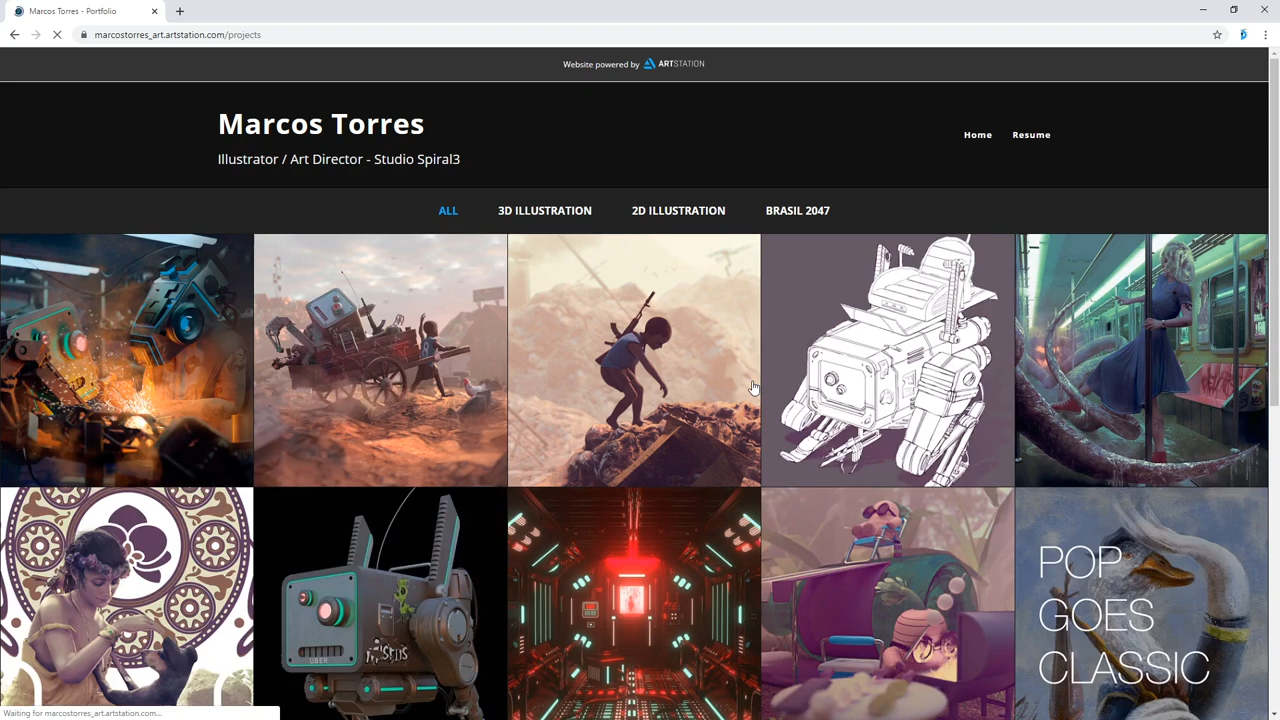 Marcos Torres - Portfolio
marcostorres_art.artstation.com/projects
Website powered by ARTSTATION
Marcos Torres
Illustrator / Art Director - Studio Spiral3
Home Resume
ALL 3D ILLUSTRATION 2D ILLUSTRATION BRASIL 2047
UBER
POP
GOES
CLASSIC
Waiting for marcostorres_art.artstation.com...